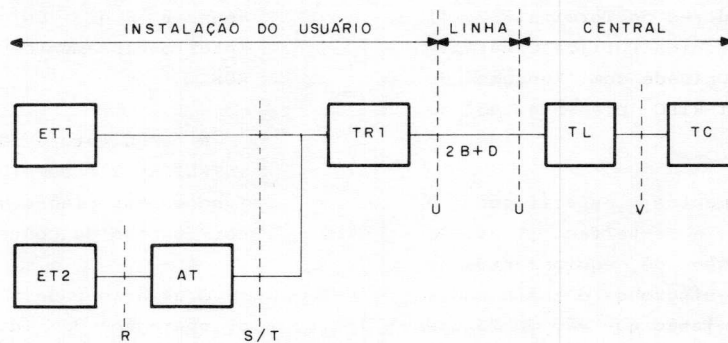 INSTALAÇÃO DO USUÁRIO LINHA CENTRAL
ET1 TR1 TL TC
2B+D
U U V
ET2 AT
R S/T